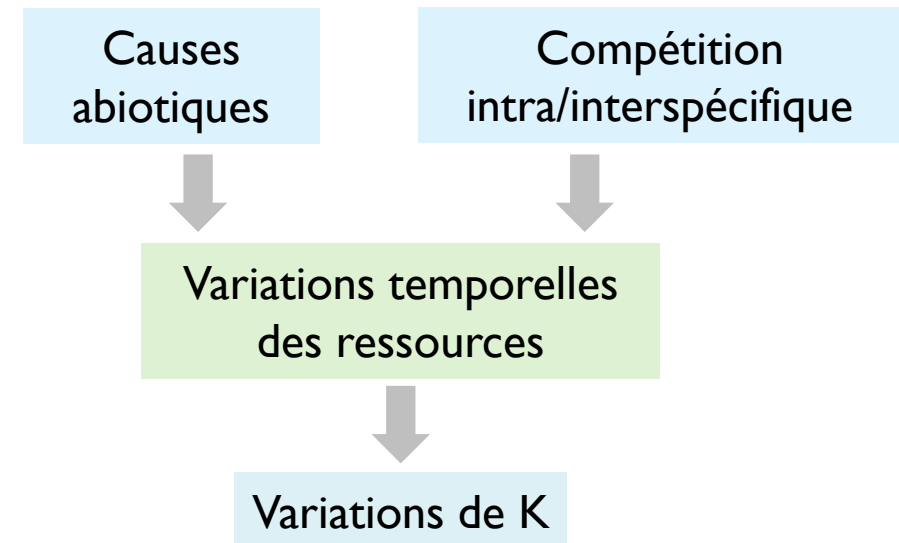 Causes
abiotiques
Compétition
intra/interspécifique
Variations temporelles
des ressources
Variations de K